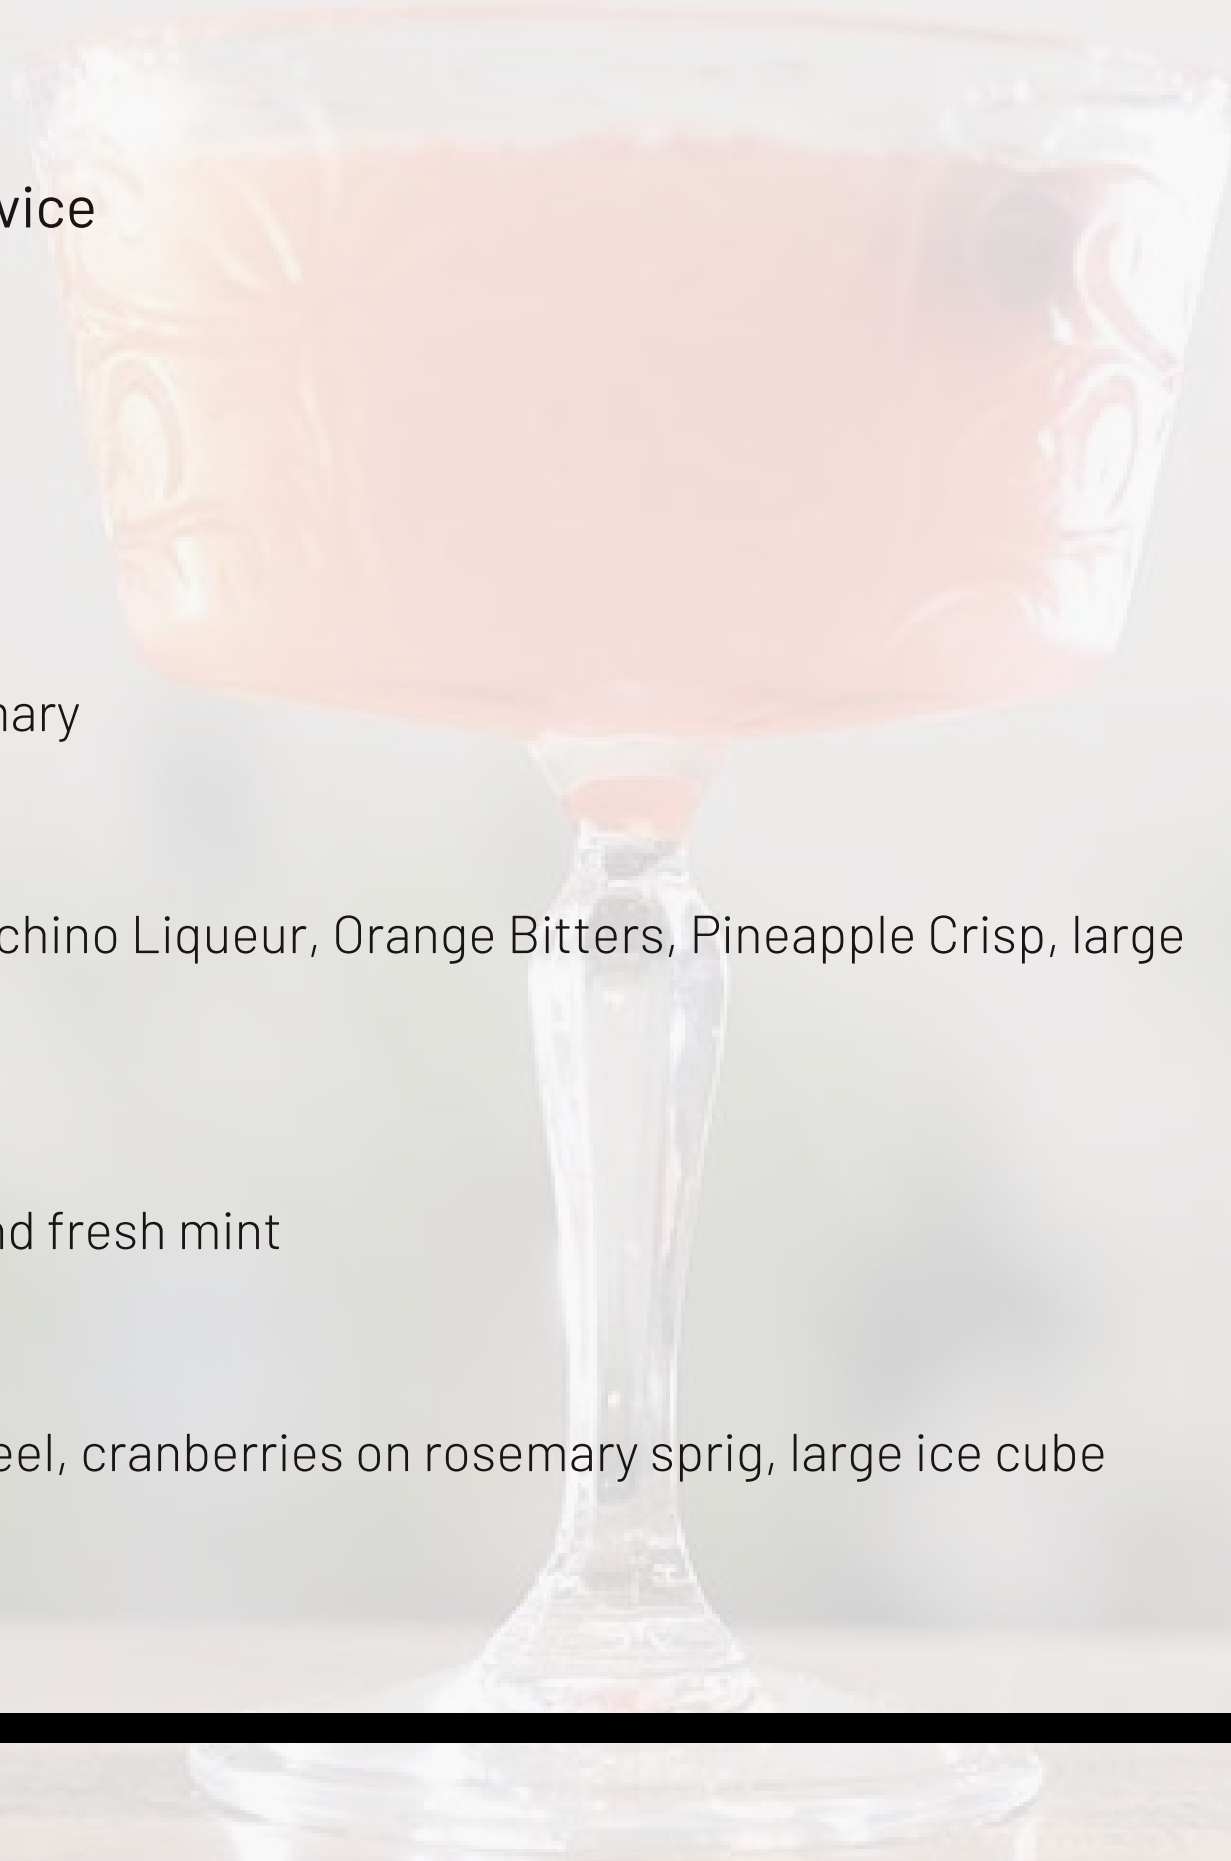 vice
nary
chino Liqueur, Orange Bitters, Pineapple Crisp, large
nd fresh mint
eel, cranberries on rosemary sprig, large ice cube